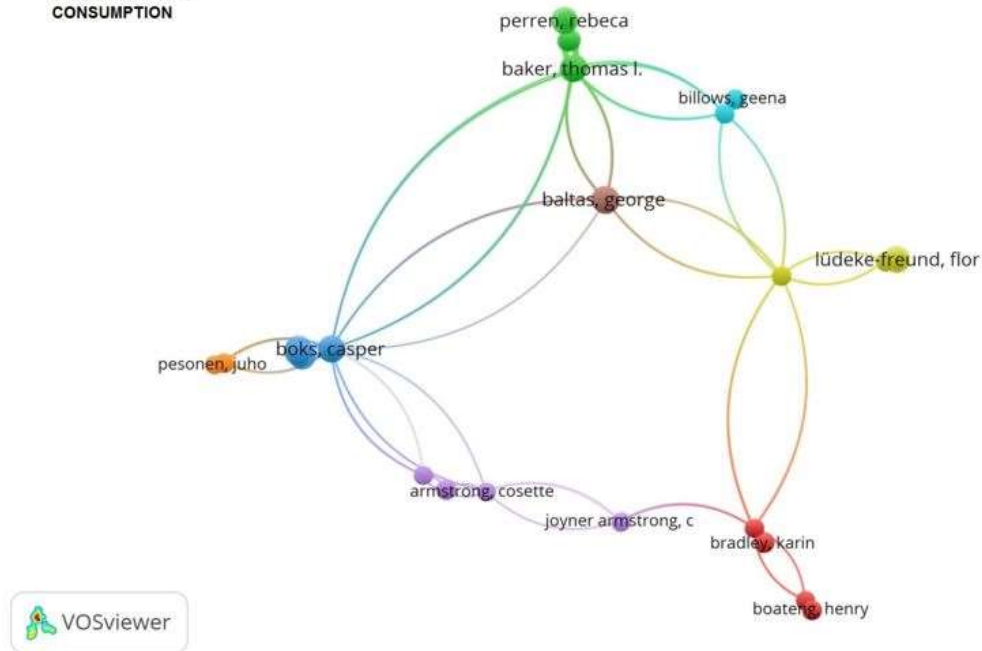 CONSUMPTION
perren, rebeca
baker, thomas l.
billows, geena
baltas, george
lüdeke-freund, flor
boks, casper
pesonen, juho
armstrong, cosette
joyner armstrong, c
bradley, karin
boateng, henry
VOSviewer